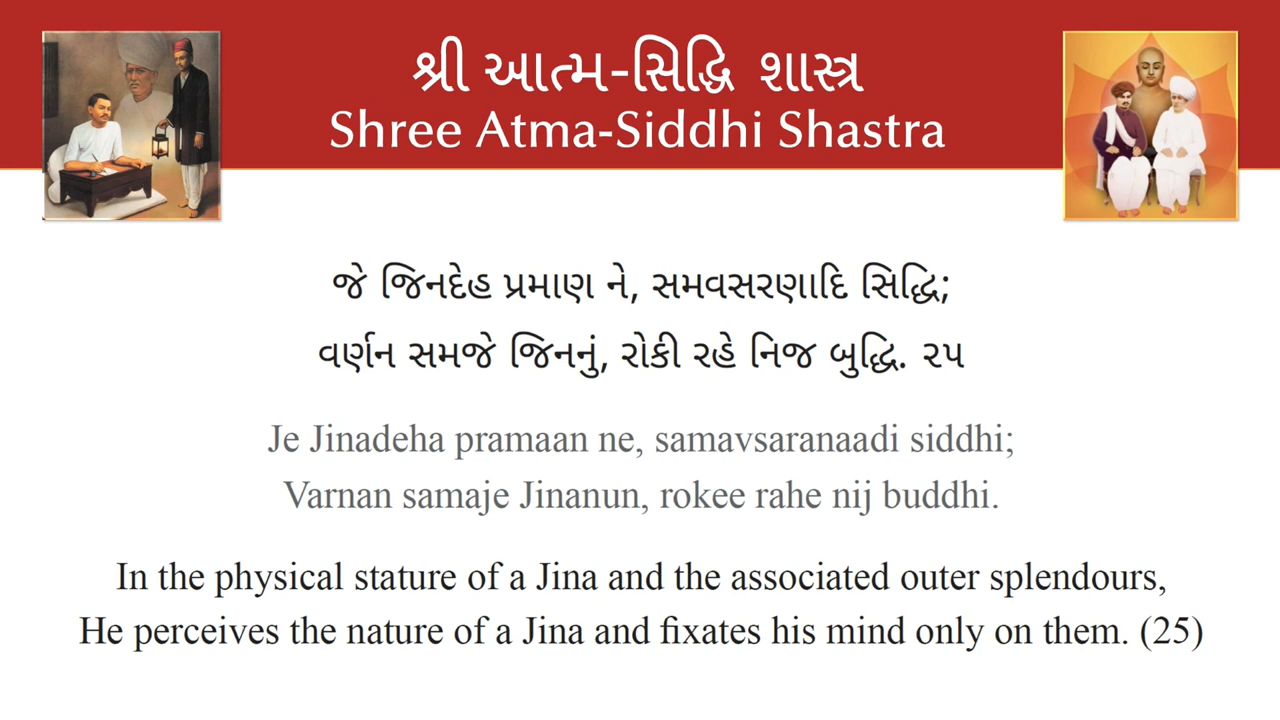 શ્રી આત્મ-સિદ્ધિ શાસ્ત્ર
Shree Atma-Siddhi Shastra
જે જિનદેહ પ્રમાણ ને, સમવસરણાદિ સિદ્ધિ;
વર્ણન સમજે જિનનું, રોકી રહે નિજ બુદ્ધિ. ૨૫
Je Jinadeha pramaan ne, samavsaranaadi siddhi;
Varnan samaje Jinanun, rokee rahe nij buddhi.
In the physical stature of a Jina and the associated outer splendours,
He perceives the nature of a Jina and fixates his mind only on them. (25)